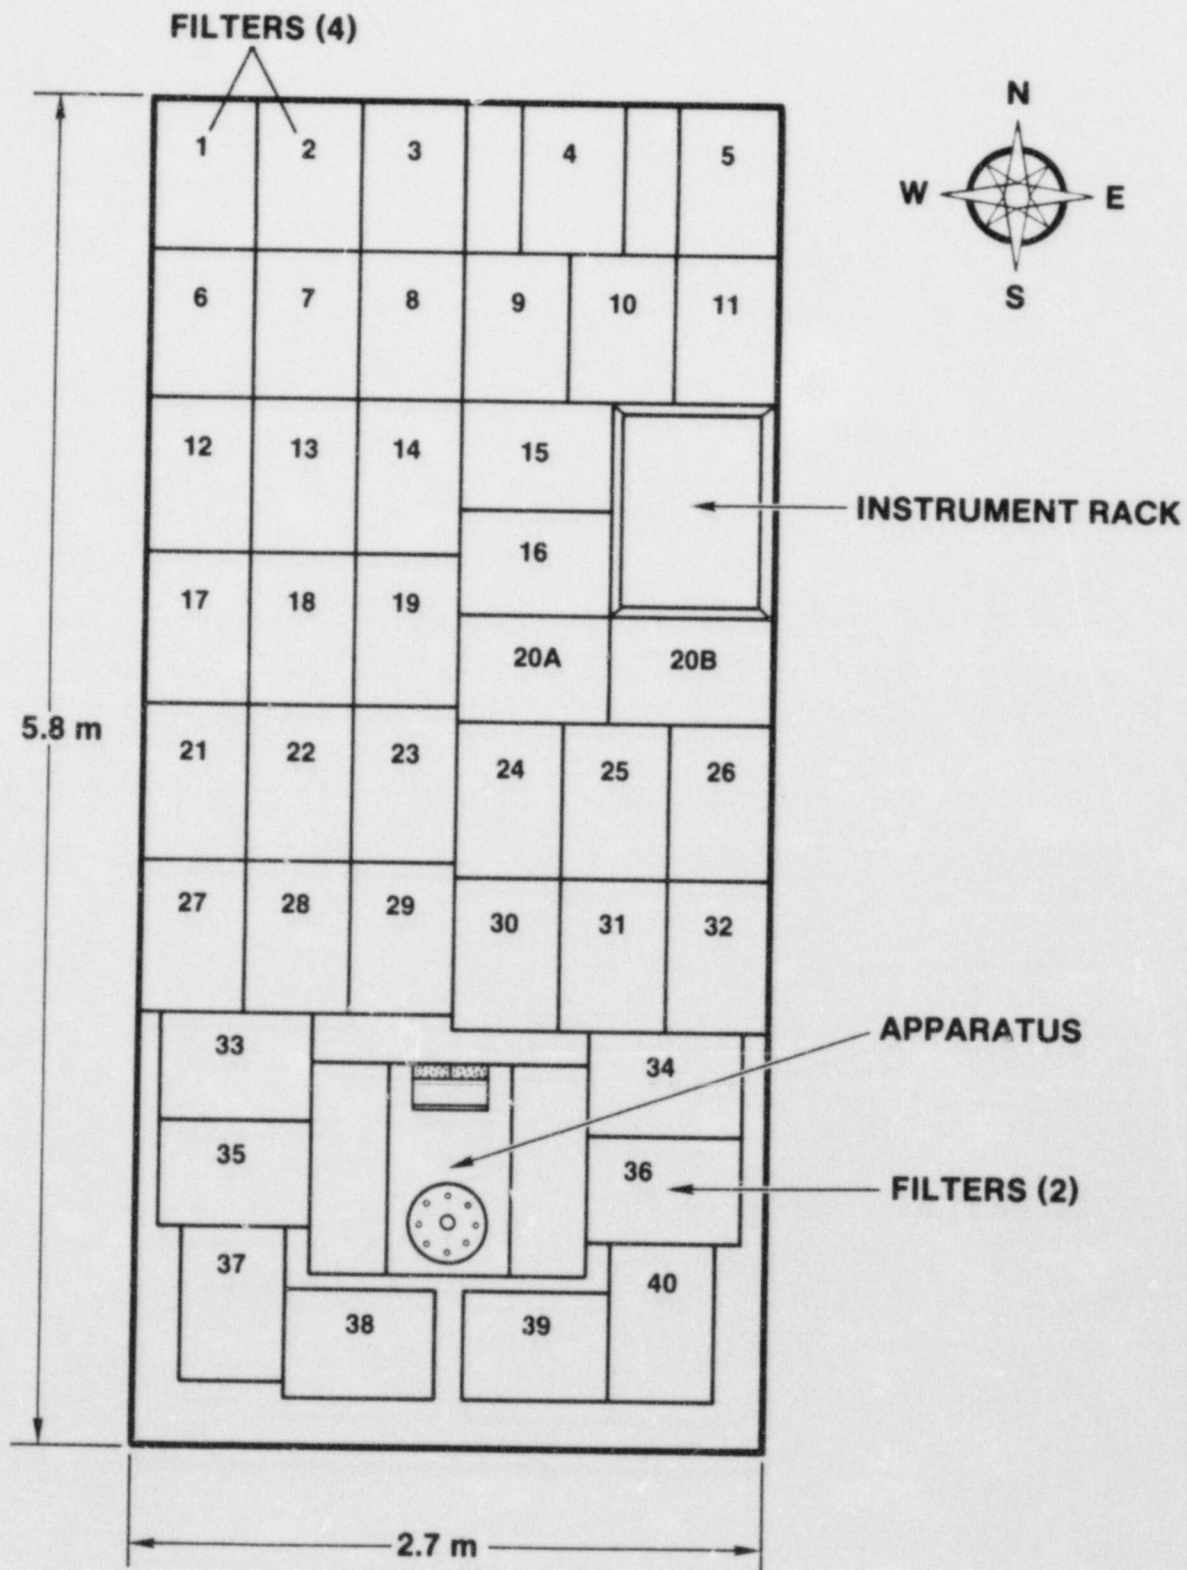 FILTERS (4)
N
W E
S
1 2 3 4 5
6 7 8 9 10 11
12 13 14 15
INSTRUMENT RACK
16
17 18 19
20A 20B
5.8 m
21 22 23 24 25 26
27 28 29 30 31 32
APPARATUS
33 34
35 36
FILTERS (2)
37 40
38 39
2.7 m